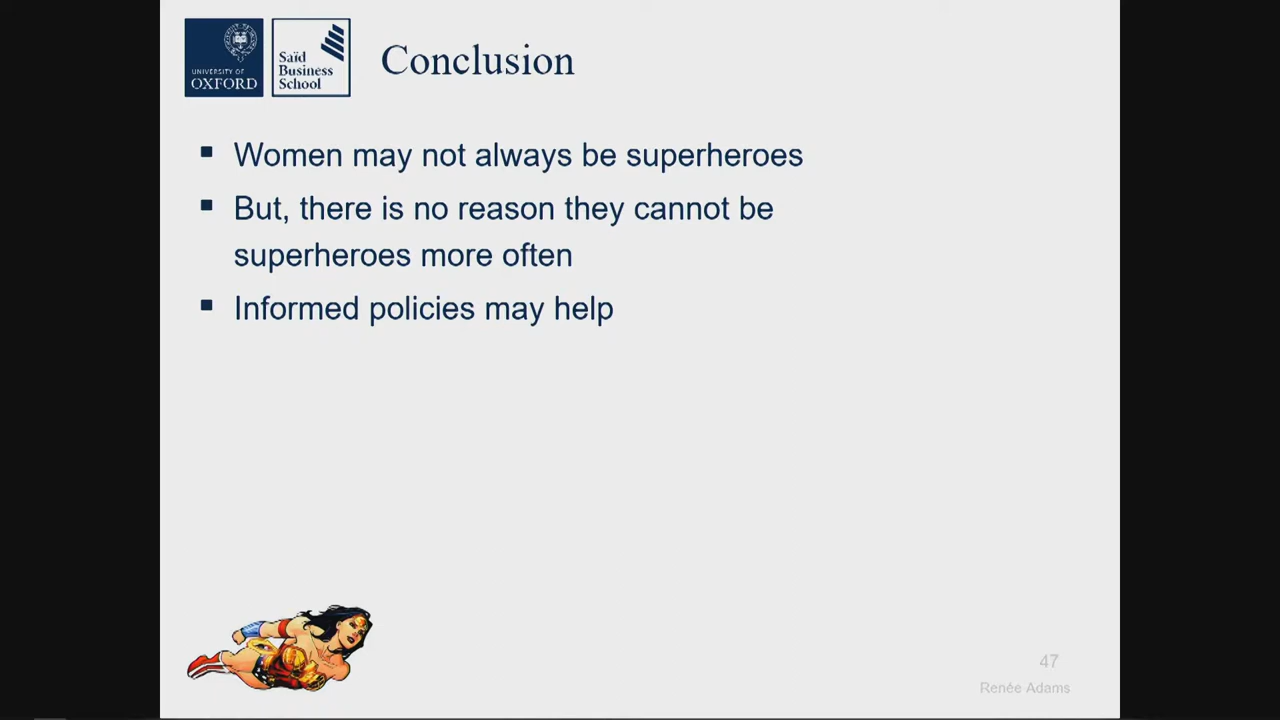 UNIVERSITY OF
OXFORD
Saïd
Business
School
Conclusion
Women may not always be superheroes
But, there is no reason they cannot be
superheroes more often
Informed policies may help
47
Renée Adams